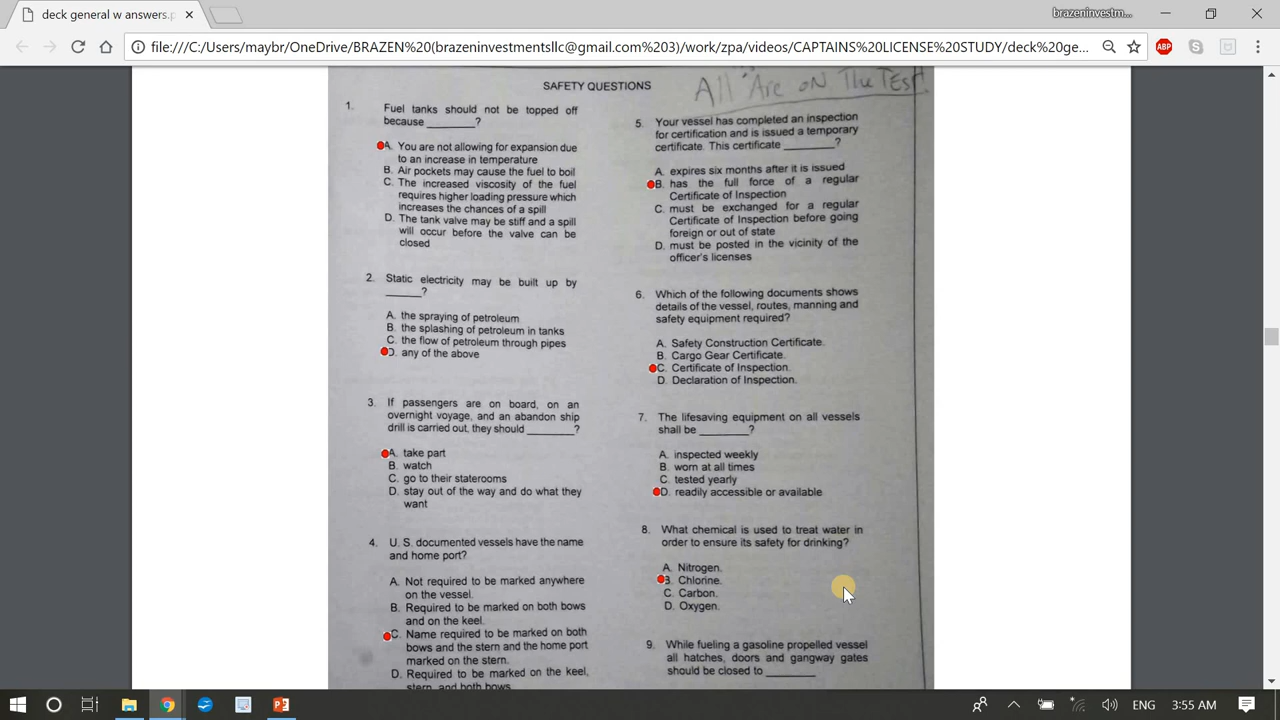 deck general w answers.p
brazeninvestm...
file:///C:/Users/maybr/OneDrive/BRAZEN%20(brazeninvestmentsllc@gmail.com%203)/work/zpa/videos/CAPTAINS%20LICENSE%20STUDY/deck%20ge...
ABP
SAFETY QUESTIONS
All Are oN The TEST
1. Fuel tanks should not be topped off
because ________?
A. You are not allowing for expansion due
to an increase in temperature
B. Air pockets may cause the fuel to boil
C. The increased viscosity of the fuel
requires higher loading pressure which
increases the chances of a spill
D. The tank valve may be stiff and a spill
will occur before the valve can be
closed
2. Static electricity may be built up by
______?
A. the spraying of petroleum
B. the splashing of petroleum in tanks
C. the flow of petroleum through pipes
D. any of the above
3. If passengers are on board, on an
overnight voyage, and an abandon ship
drill is carried out, they should ________?
A. take part
B. watch
C. go to their staterooms
D. stay out of the way and do what they
want
4. U. S. documented vessels have the name
and home port?
A. Not required to be marked anywhere
on the vessel.
B. Required to be marked on both bows
and on the keel.
C. Name required to be marked on both
bows and the stern and the home port
marked on the stern.
D. Required to be marked on the keel,
stern, and both bows
5. Your vessel has completed an inspection
for certification and is issued a temporary
certificate. This certificate ________?
A. expires six months after it is issued
B. has the full force of a regular
Certificate of Inspection
C. must be exchanged for a regular
Certificate of Inspection before going
foreign or out of state
D. must be posted in the vicinity of the
officer's licenses
6. Which of the following documents shows
details of the vessel, routes, manning and
safety equipment required?
A. Safety Construction Certificate.
B. Cargo Gear Certificate.
C. Certificate of Inspection.
D. Declaration of Inspection.
7. The lifesaving equipment on all vessels
shall be ________?
A. inspected weekly
B. worn at all times
C. tested yearly
D. readily accessible or available
8. What chemical is used to treat water in
order to ensure its safety for drinking?
A. Nitrogen.
B. Chlorine.
C. Carbon.
D. Oxygen.
9. While fueling a gasoline propelled vessel
all hatches, doors and gangway gates
should be closed to ________
ENG
3:55 AM